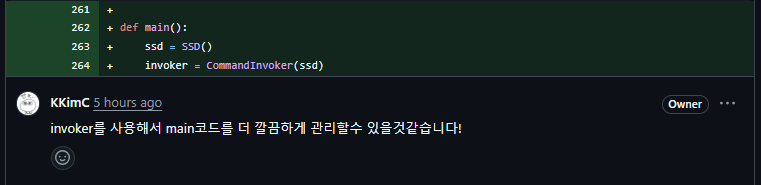 261 +
262 + def main():
263 +     ssd = SSD()
264 +     invoker = CommandInvoker(ssd)
KKimC 5 hours ago Owner ...
invoker를 사용해서 main코드를 더 깔끔하게 관리할수 있을것같습니다!